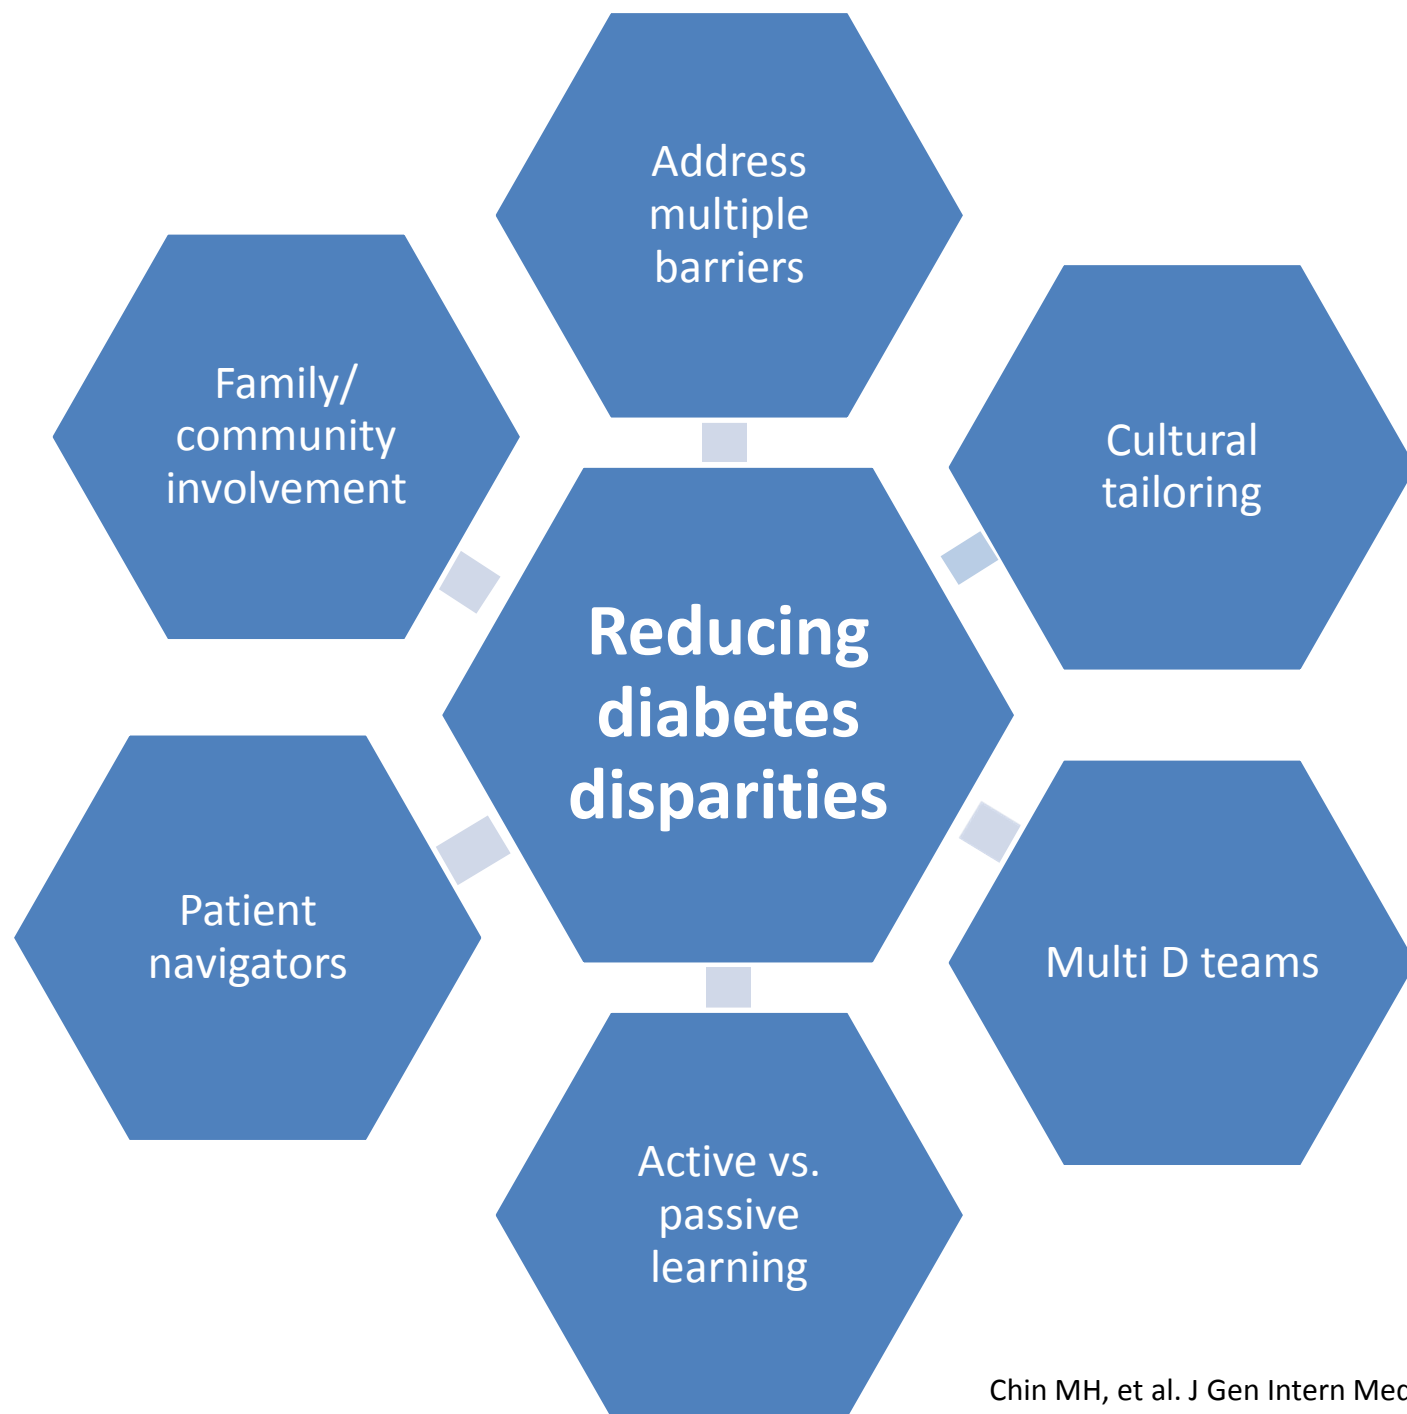 Address
multiple
barriers
Family/
community
involvement
Cultural
tailoring
Reducing
diabetes
disparities
Patient
navigators
Multi D teams
Active vs.
passive
learning
Chin MH, et al. J Gen Intern Med